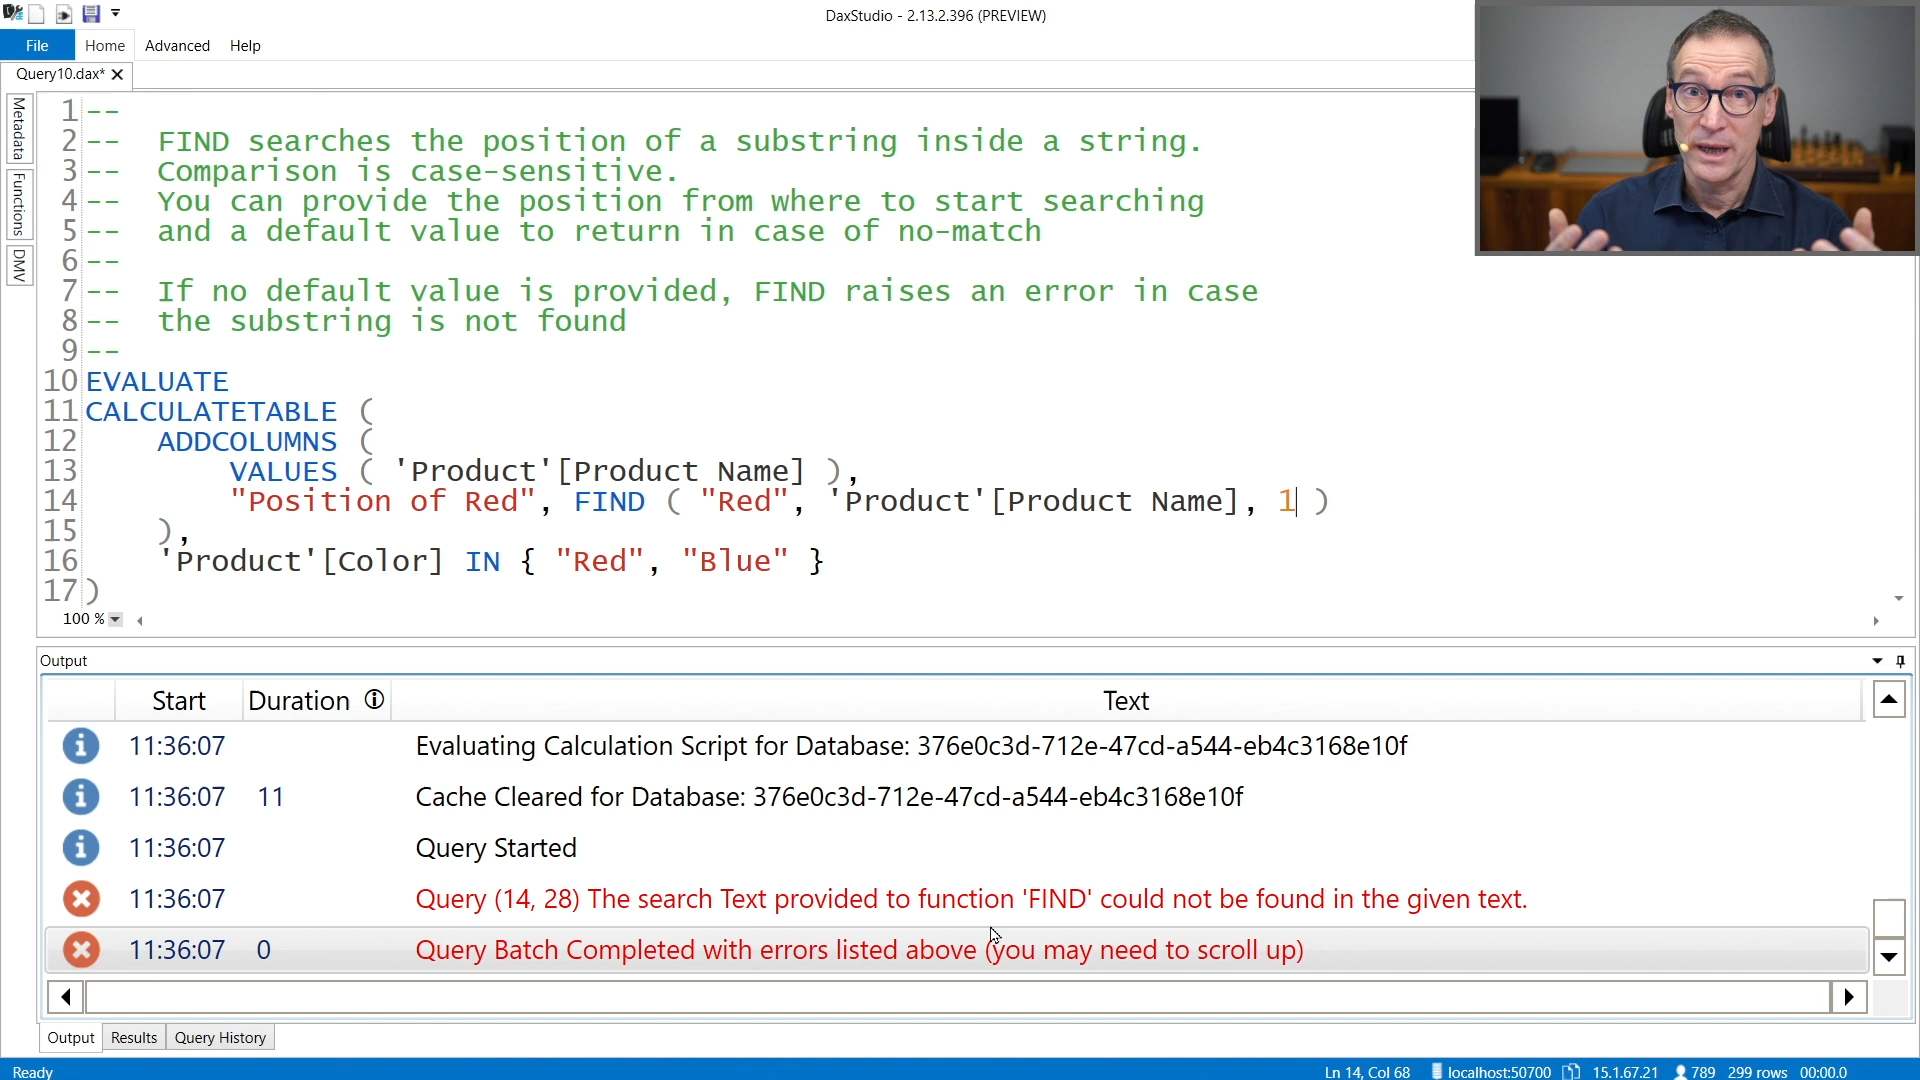 DaxStudio - 2.13.2.396 (PREVIEW)
File Home Advanced Help
Query10.dax*
Metadata
Functions
DMV
1 --
2 --  FIND searches the position of a substring inside a string.
3 --  Comparison is case-sensitive.
4 --  You can provide the position from where to start searching
5 --  and a default value to return in case of no-match
6 --
7 --  If no default value is provided, FIND raises an error in case
8 --  the substring is not found
9 --
10 EVALUATE
11 CALCULATETABLE (
12     ADDCOLUMNS (
13         VALUES ( 'Product'[Product Name] ),
14         "Position of Red", FIND ( "Red", 'Product'[Product Name], 1 )
15     ),
16     'Product'[Color] IN { "Red", "Blue" }
17 )
100 %
Output
Start Duration Text
11:36:07 Evaluating Calculation Script for Database: 376e0c3d-712e-47cd-a544-eb4c3168e10f
11:36:07 11 Cache Cleared for Database: 376e0c3d-712e-47cd-a544-eb4c3168e10f
11:36:07 Query Started
11:36:07 Query (14, 28) The search Text provided to function 'FIND' could not be found in the given text.
11:36:07 0 Query Batch Completed with errors listed above (you may need to scroll up)
Output Results Query History
Ready Ln 14, Col 68 localhost:50700 15.1.67.21 789 299 rows 00:00.0